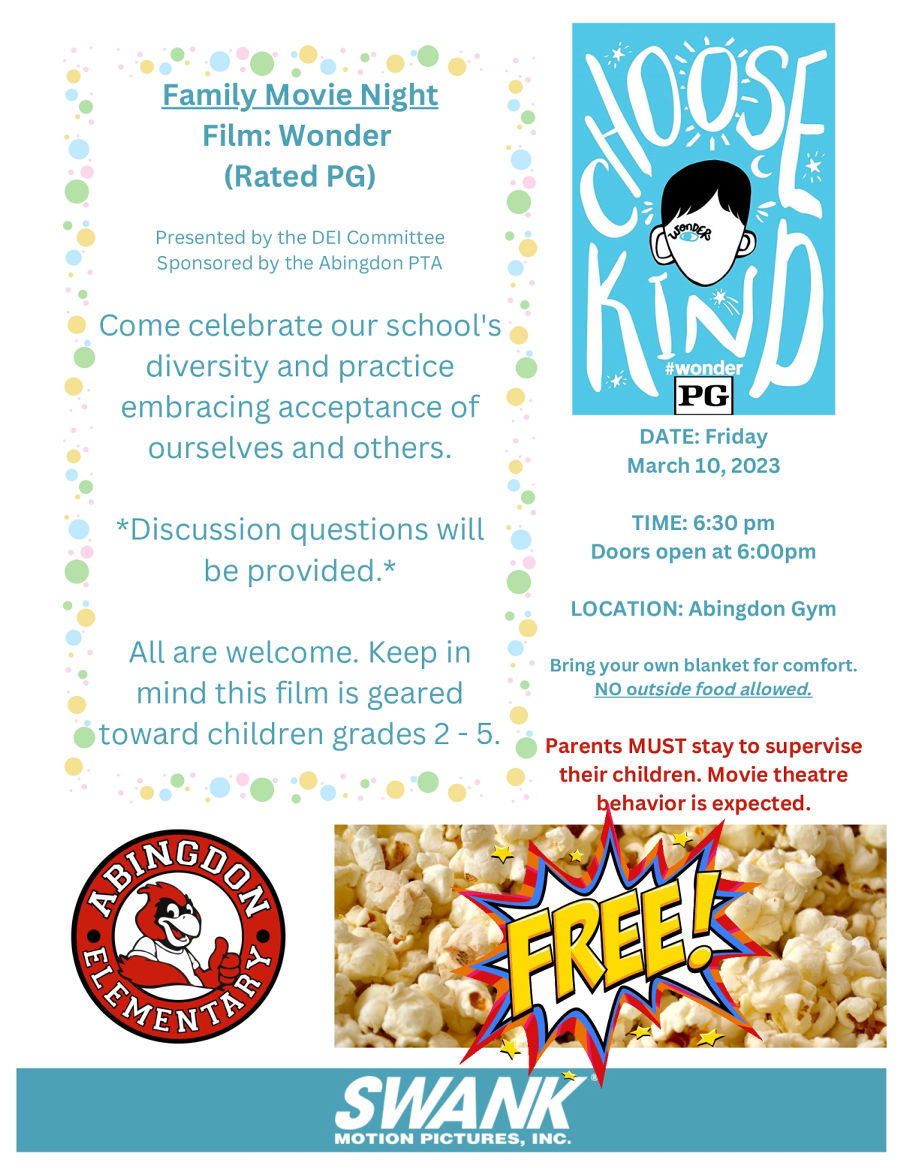 Family Movie Night
Film: Wonder
(Rated PG)
Presented by the DEI Committee
Sponsored by the Abingdon PTA
Come celebrate our school's
diversity and practice
embracing acceptance of
ourselves and others.
*Discussion questions will
be provided.*
All are welcome. Keep in
mind this film is geared
toward children grades 2 - 5.
CHOOSE
WONDER
KIND
#wonder
PG
DATE: Friday
March 10, 2023
TIME: 6:30 pm
Doors open at 6:00pm
LOCATION: Abingdon Gym
Bring your own blanket for comfort.
NO outside food allowed.
Parents MUST stay to supervise
their children. Movie theatre
behavior is expected.
ABINGDON
ELEMENTARY
FREE!
SWANK®
MOTION PICTURES, INC.